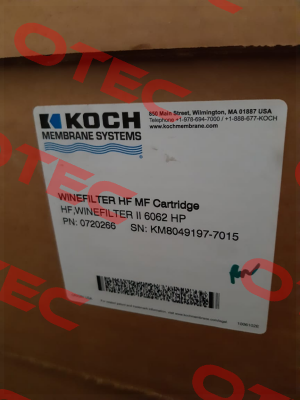 OTEC
KOCH
MEMBRANE SYSTEMS
850 Main Street, Wilmington, MA 01887 USA
Telephone +1-978-694-7000 / +1-888-677-KOCH
www.kochmembrane.com
WINEFILTER HF MF Cartridge
HF,WINEFILTER II 6062 HP
PN: 0720266 SN: KM8049197-7015